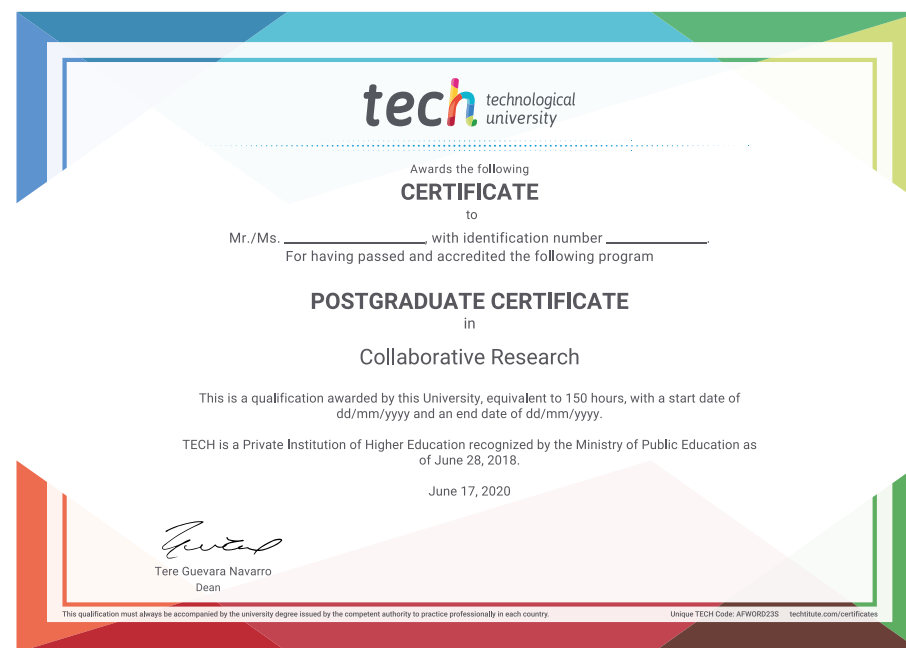 tech technological
university
Awards the following
CERTIFICATE
to
Mr./Ms. ____________, with identification number ____________.
For having passed and accredited the following program
POSTGRADUATE CERTIFICATE
in
Collaborative Research
This is a qualification awarded by this University, equivalent to 150 hours, with a start date of
dd/mm/yyyy and an end date of dd/mm/yyyy.
TECH is a Private Institution of Higher Education recognized by the Ministry of Public Education as
of June 28, 2018.
June 17, 2020
Tere Guevara Navarro
Dean
This qualification must always be accompanied by the university degree issued by the competent authority to practice professionally in each country.
Unique TECH Code: AFWORD23S techtitute.com/certificates